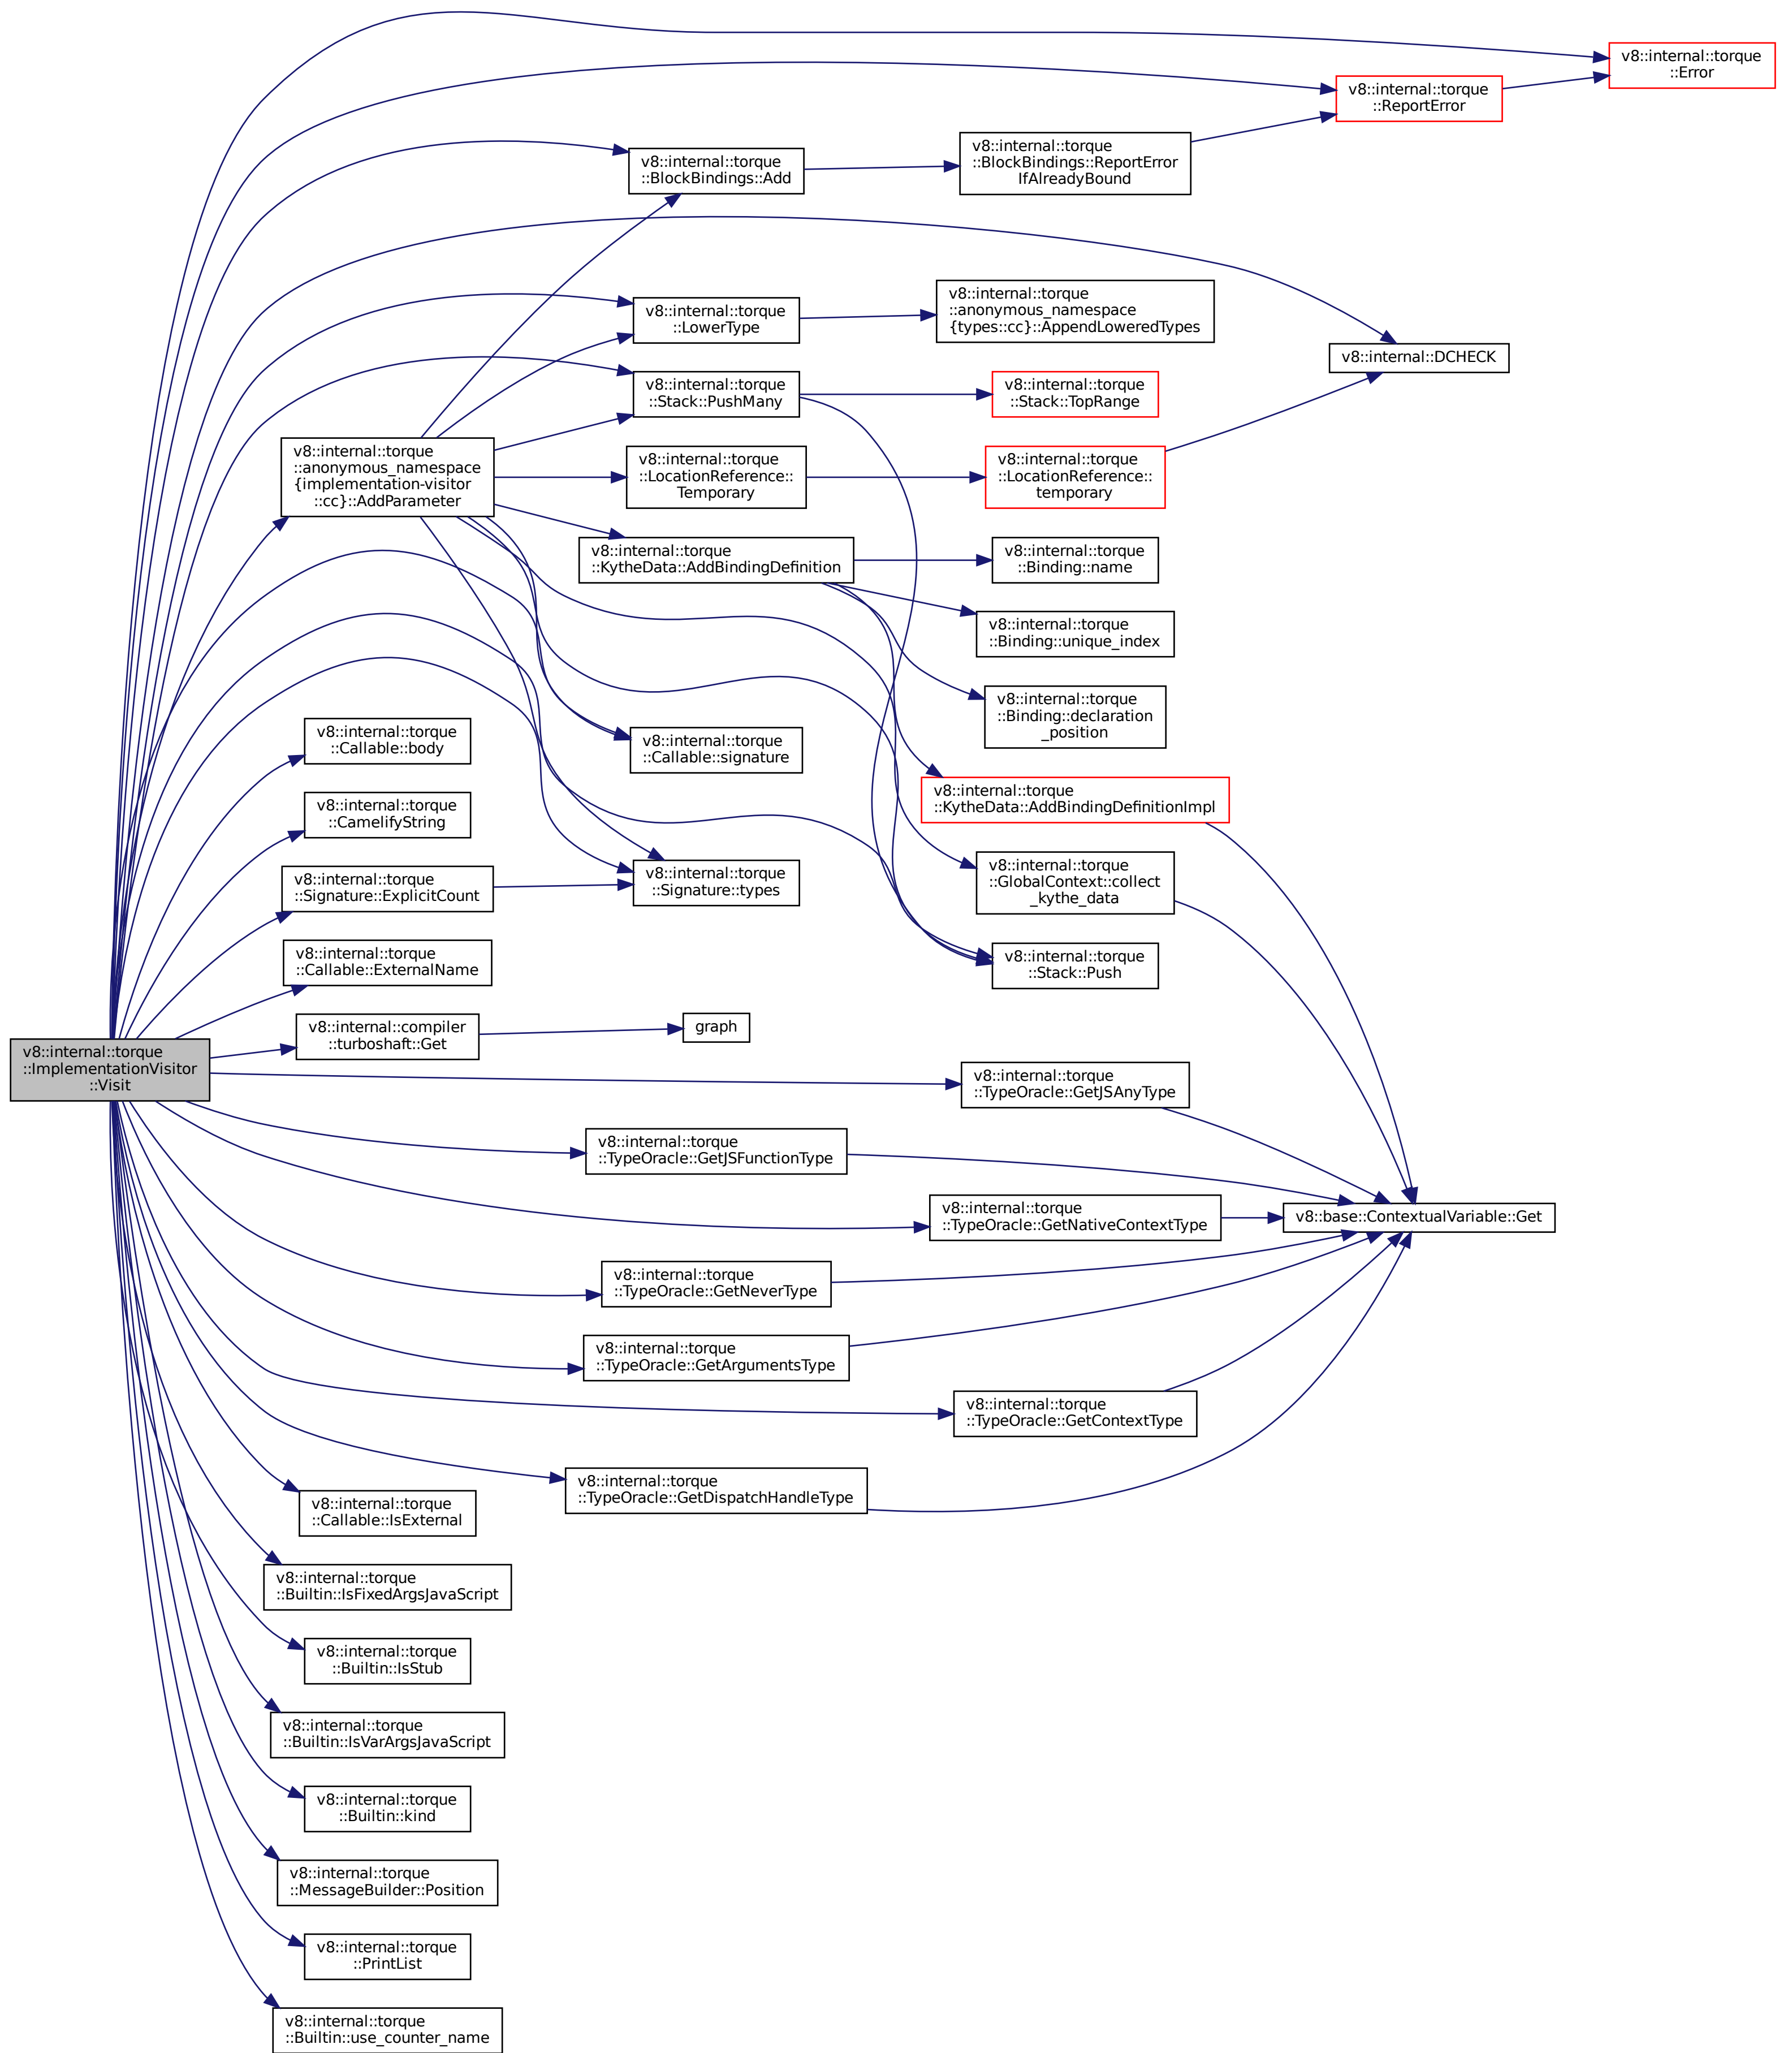 v8::internal::torque
::Error
v8::internal::torque
::ReportError
v8::internal::torque
::BlockBindings::ReportError
IfAlreadyBound
v8::internal::torque
::BlockBindings::Add
v8::internal::torque
::anonymous_namespace
{types::cc}::AppendLoweredTypes
v8::internal::torque
::LowerType
v8::internal::DCHECK
v8::internal::torque
::Stack::PushMany
v8::internal::torque
::Stack::TopRange
v8::internal::torque
::anonymous_namespace
{implementation-visitor
::cc}::AddParameter
v8::internal::torque
::LocationReference::
Temporary
v8::internal::torque
::LocationReference::
temporary
v8::internal::torque
::KytheData::AddBindingDefinition
v8::internal::torque
::Binding::name
v8::internal::torque
::Binding::unique_index
v8::internal::torque
::Binding::declaration
_position
v8::internal::torque
::Callable::body
v8::internal::torque
::Callable::signature
v8::internal::torque
::KytheData::AddBindingDefinitionImpl
v8::internal::torque
::CamelifyString
v8::internal::torque
::Signature::ExplicitCount
v8::internal::torque
::Signature::types
v8::internal::torque
::GlobalContext::collect
_kythe_data
v8::internal::torque
::Callable::ExternalName
v8::internal::torque
::Stack::Push
v8::internal::torque
::ImplementationVisitor
::Visit
v8::internal::compiler
::turboshaft::Get
graph
v8::internal::torque
::TypeOracle::GetJSAnyType
v8::internal::torque
::TypeOracle::GetJSFunctionType
v8::internal::torque
::TypeOracle::GetNativeContextType
v8::base::ContextualVariable::Get
v8::internal::torque
::TypeOracle::GetNeverType
v8::internal::torque
::TypeOracle::GetArgumentsType
v8::internal::torque
::TypeOracle::GetContextType
v8::internal::torque
::TypeOracle::GetDispatchHandleType
v8::internal::torque
::Callable::IsExternal
v8::internal::torque
::Builtin::IsFixedArgsJavaScript
v8::internal::torque
::Builtin::IsStub
v8::internal::torque
::Builtin::IsVarArgsJavaScript
v8::internal::torque
::Builtin::kind
v8::internal::torque
::MessageBuilder::Position
v8::internal::torque
::PrintList
v8::internal::torque
::Builtin::use_counter_name